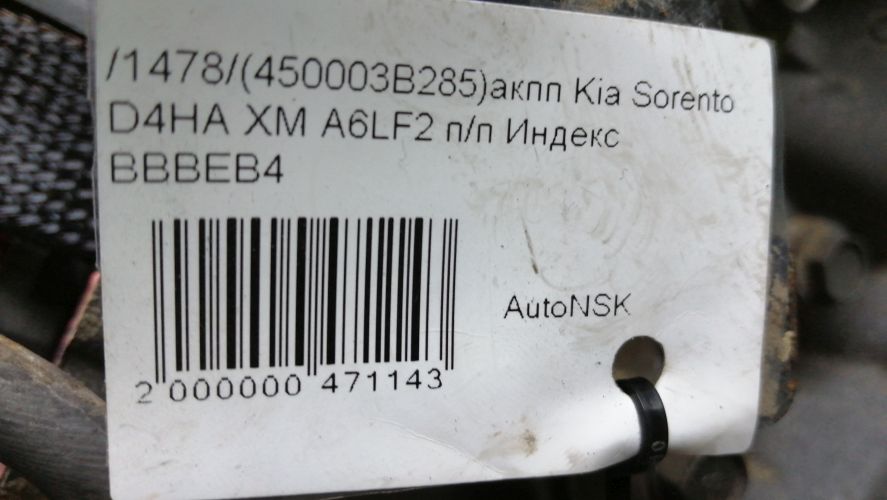 /1478/(450003B285)акпп Kia Sorento
D4HA XM A6LF2 п/п Индекс
BBBEB4
AutoNSK
2 000000 471143